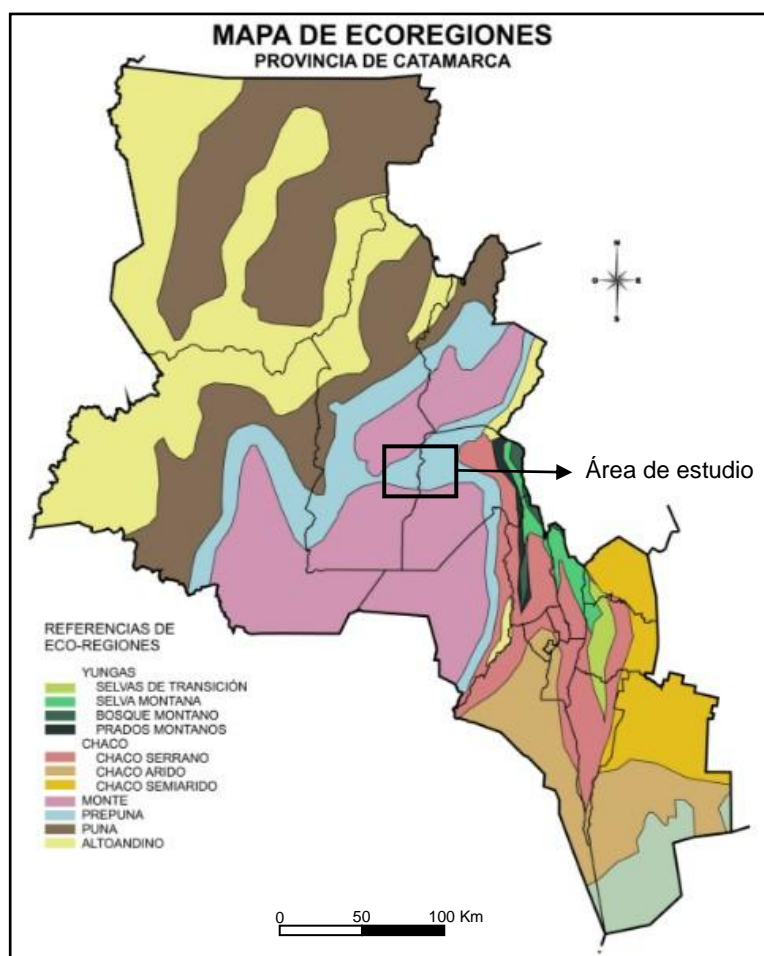 MAPA DE ECOREGIONES
PROVINCIA DE CATAMARCA
N
O E
S
Área de estudio
REFERENCIAS DE
ECO-REGIONES
YUNGAS
SELVAS DE TRANSICIÓN
SELVA MONTANA
BOSQUE MONTANO
PRADOS MONTANOS
CHACO
CHACO SERRANO
CHACO ARIDO
CHACO SEMIARIDO
MONTE
PREPUNA
PUNA
ALTOANDINO
0 50 100 Km